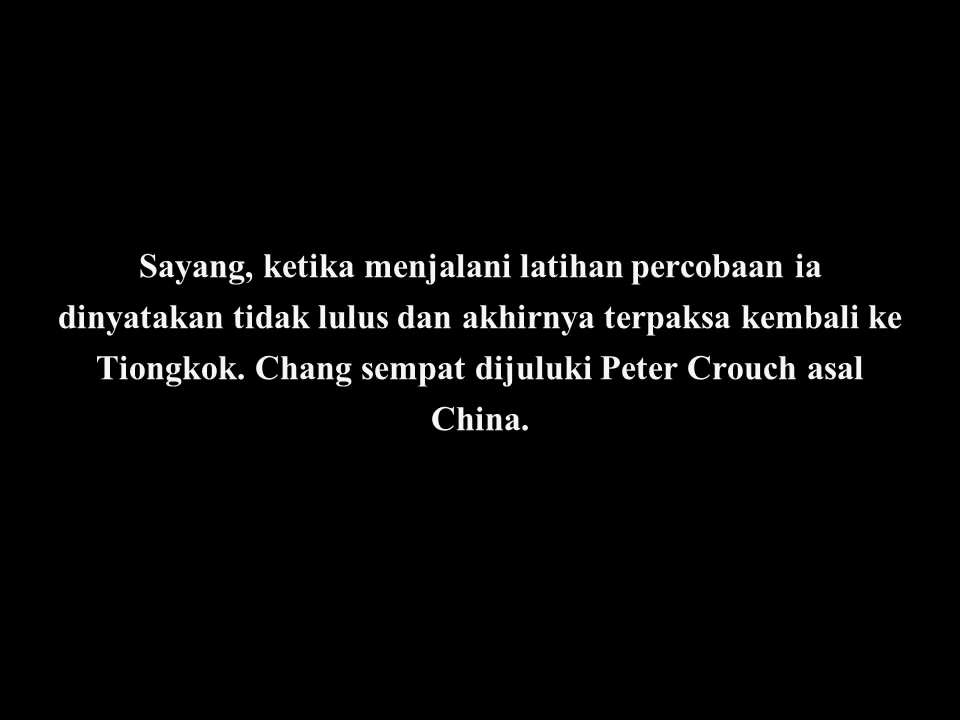 Sayang, ketika menjalani latihan percobaan ia
dinyatakan tidak lulus dan akhirnya terpaksa kembali ke
Tiongkok. Chang sempat dijuluki Peter Crouch asal
China.